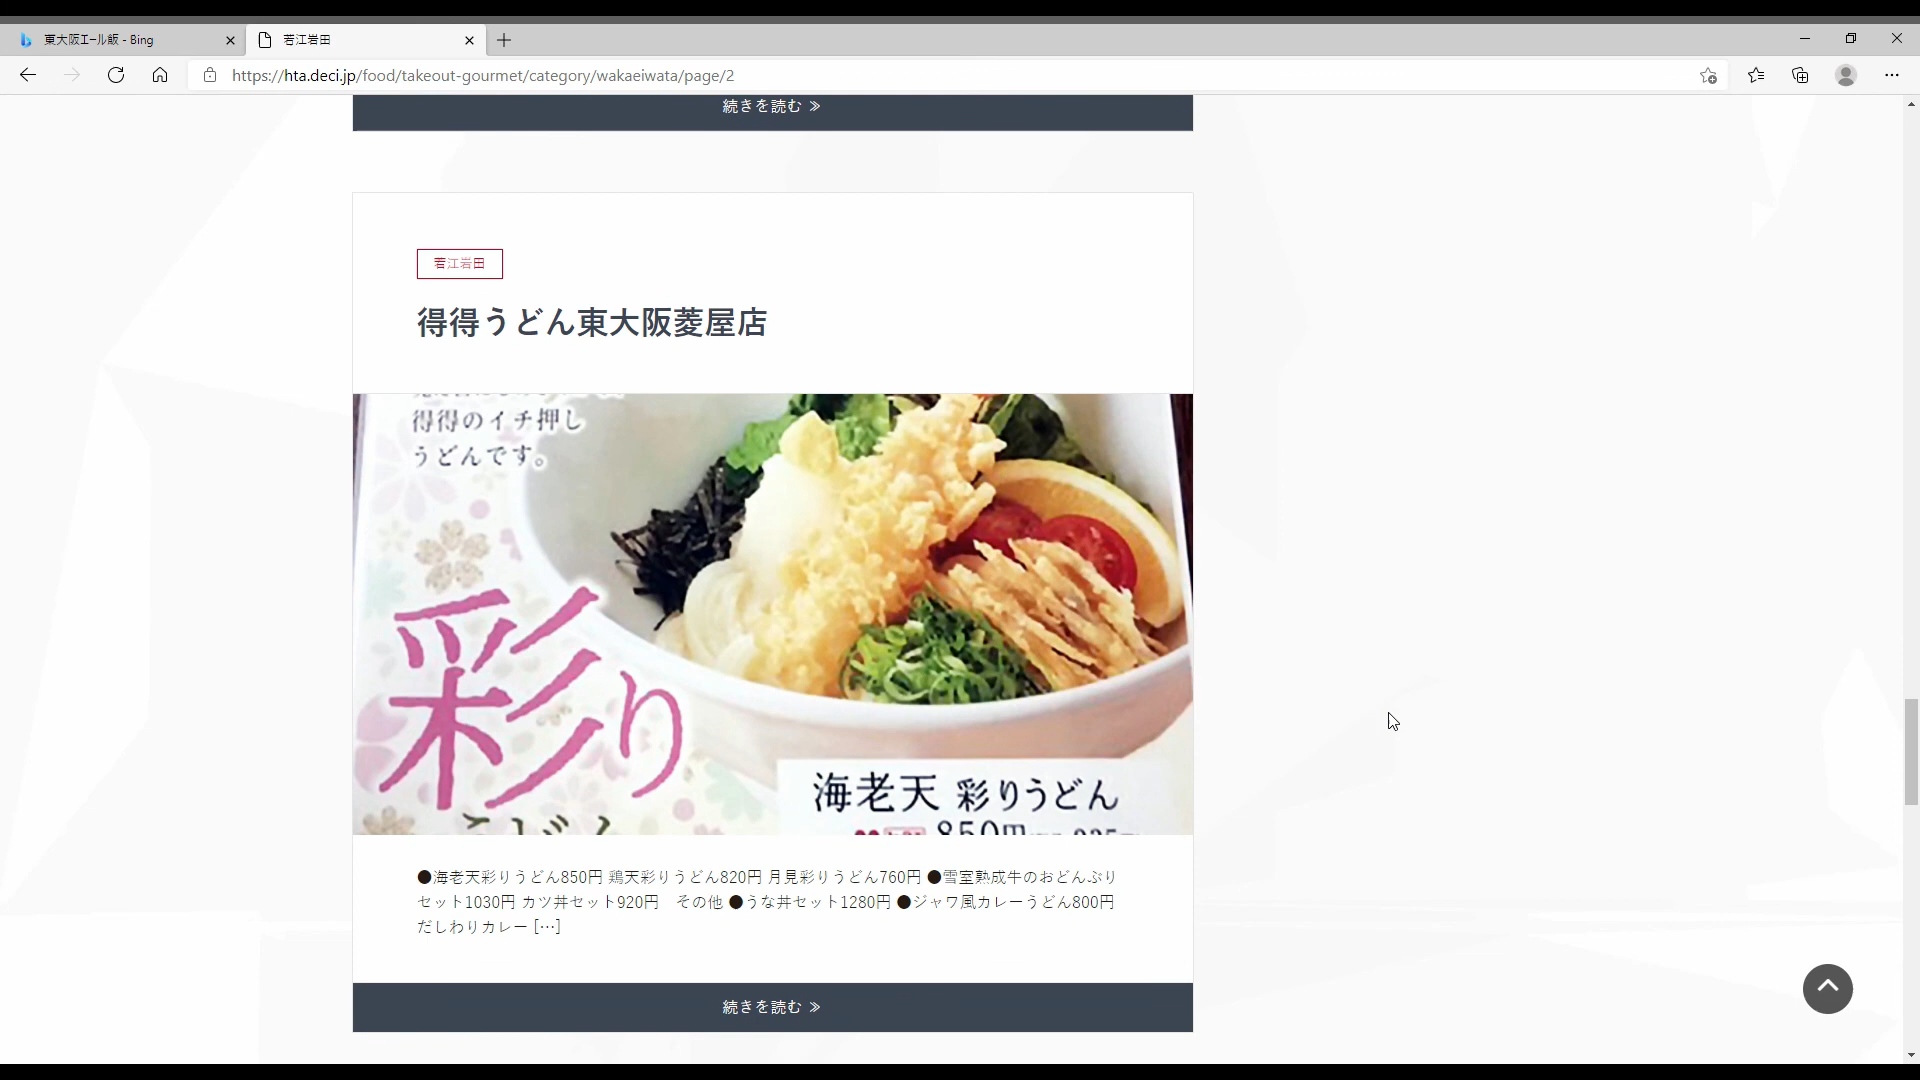 東大阪エール飯 - Bing
若江岩田
https://hta.deci.jp/food/takeout-gourmet/category/wakaeiwata/page/2
続きを読む ≫
若江岩田
得得うどん東大阪菱屋店
得得のイチ押し
うどんです。
彩り
うどん
海老天 彩りうどん
850円
●海老天彩りうどん850円 鶏天彩りうどん820円 月見彩りうどん760円 ●雪室熟成牛のおどんぶり
セット1030円 カツ丼セット920円　その他 ●うな丼セット1280円 ●ジャワ風カレーうどん800円
だしわりカレー […]
続きを読む ≫